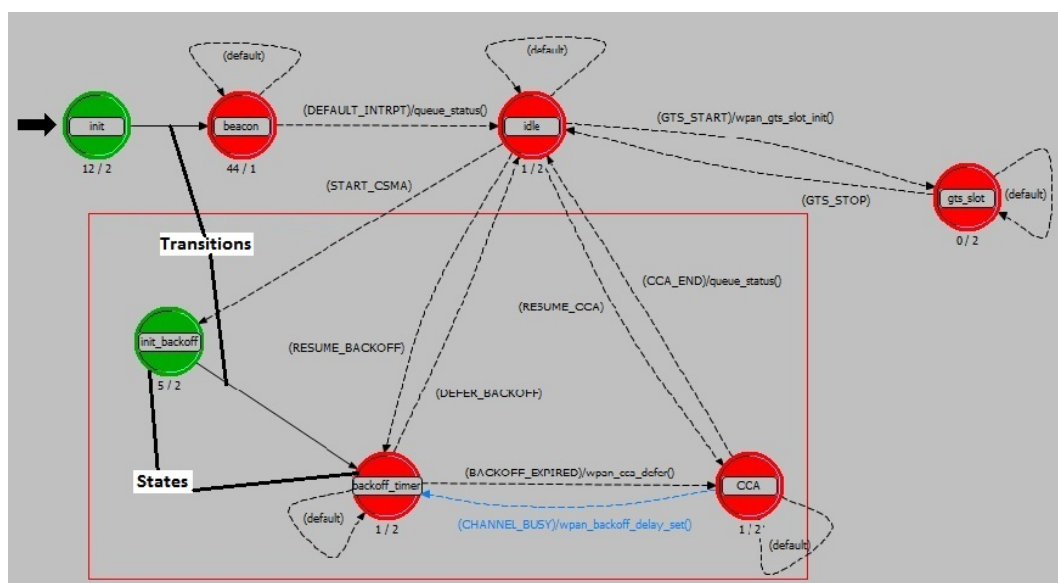 (default)
(default)
init
beacon
(DEFAULT_INTRPT)/queue_status()
idle
(GTS_START)/wpan_gts_slot_init()
12 / 2
44 / 1
1 / 2
(START_CSMA)
(GTS_STOP)
gts_slot
(default)
0 / 2
Transitions
(CCA_END)/queue_status()
(RESUME_CCA)
init_backoff
(RESUME_BACKOFF)
5 / 2
(DEFER_BACKOFF)
States
(BACKOFF_EXPIRED)/wpan_cca_defer()
backoff_timer
CCA
(default)
(CHANNEL_BUSY)/wpan_backoff_delay_set()
1 / 2
1 / 2
(default)